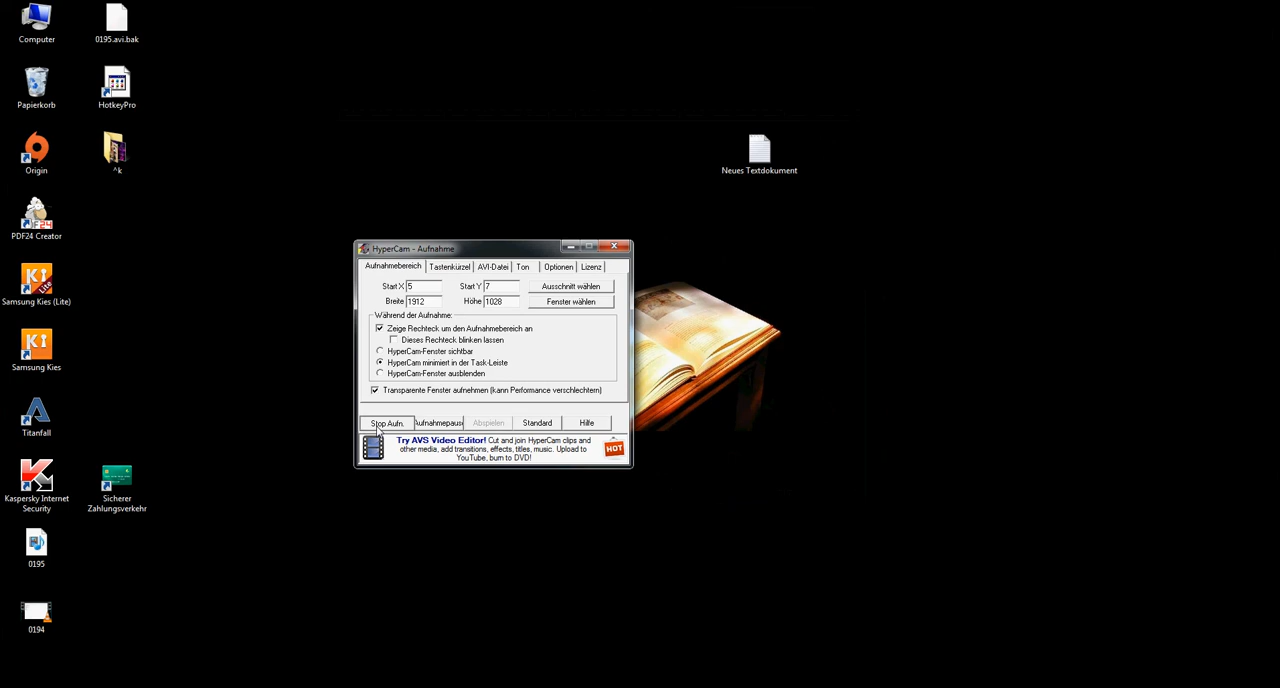 Computer
0195.avi.bak
Papierkorb
HotkeyPro
Origin
^k
Neues Textdokument
F24
PDF24 Creator
Ki
Lite
Samsung Kies (Lite)
Ki
Samsung Kies
Titanfall
Kaspersky Internet
Security
Sicherer
Zahlungsverkehr
0195
0194
HyperCam - Aufnahme
Aufnahmebereich Tastenkürzel AVI-Datei Ton Optionen Lizenz
Start X 5 Start Y 7 Ausschnitt wählen
Breite 1912 Höhe 1028 Fenster wählen
Während der Aufnahme:
Zeige Rechteck um den Aufnahmebereich an
Dieses Rechteck blinken lassen
HyperCam-Fenster sichtbar
HyperCam minimiert in der Task-Leiste
HyperCam-Fenster ausblenden
Transparente Fenster aufnehmen (kann Performance verschlechtern)
Stop Aufn. Aufnahmepaus Abspielen Standard Hilfe
Try AVS Video Editor! Cut and join HyperCam clips and
other media, add transitions, effects, titles, music. Upload to
YouTube, burn to DVD!
HOT